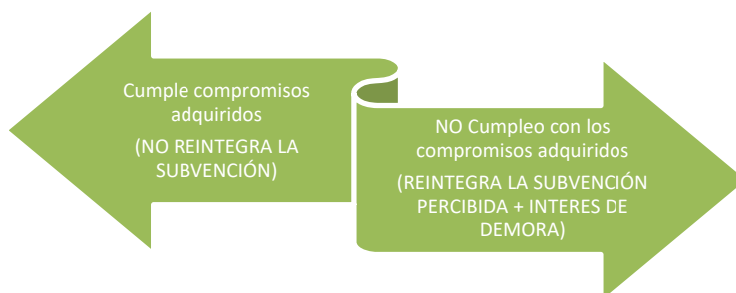 Cumple compromisos
adquiridos
(NO REINTEGRA LA
SUBVENCIÓN)
NO Cumpleo con los
compromisos adquiridos
(REINTEGRA LA SUBVENCIÓN
PERCIBIDA + INTERES DE
DEMORA)